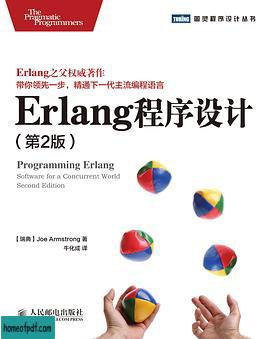 The
Pragmatic
Programmers
TURING
图灵程序设计丛书
Erlang之父权威著作
带你领先一步，精通下一代主流编程语言
Erlang程序设计
（第2版）
Programming Erlang
Software for a Concurrent World
Second Edition
【瑞典】Joe Armstrong 著
牛化成 译
人民邮电出版社
POSTS & TELECOM PRESS
homeofpdf.com